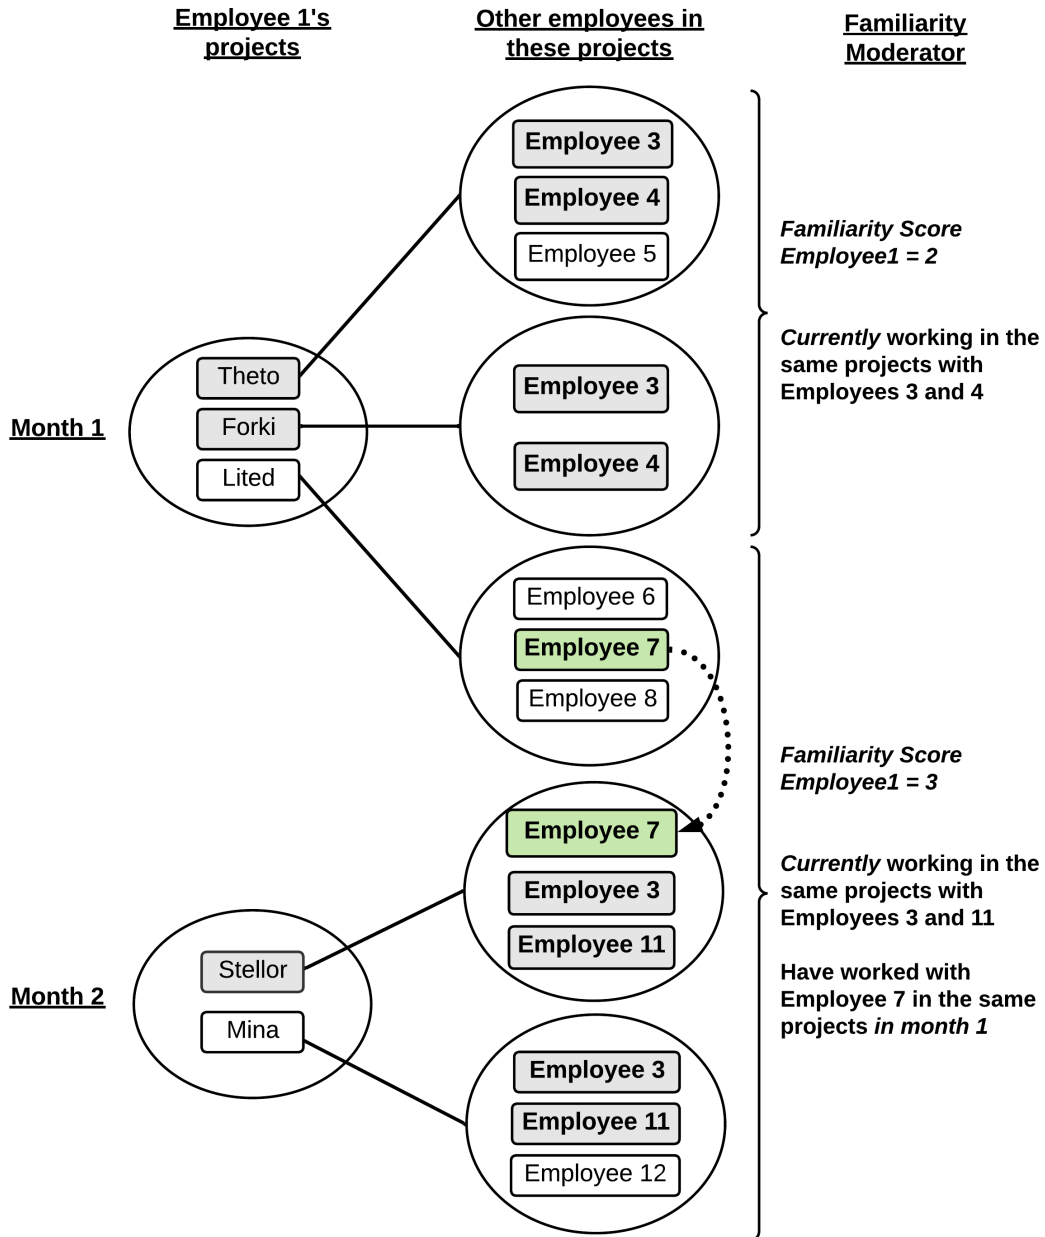 Employee 1's
projects
Other employees in
these projects
Familiarity
Moderator
Month 1
Theto
Forki
Lited
Employee 3
Employee 4
Employee 5
Employee 3
Employee 4
Employee 6
Employee 7
Employee 8
Familiarity Score
Employee1 = 2
Currently working in the
same projects with
Employees 3 and 4
Month 2
Stellor
Mina
Employee 7
Employee 3
Employee 11
Employee 3
Employee 11
Employee 12
Familiarity Score
Employee1 = 3
Currently working in the
same projects with
Employees 3 and 11
Have worked with
Employee 7 in the same
projects in month 1